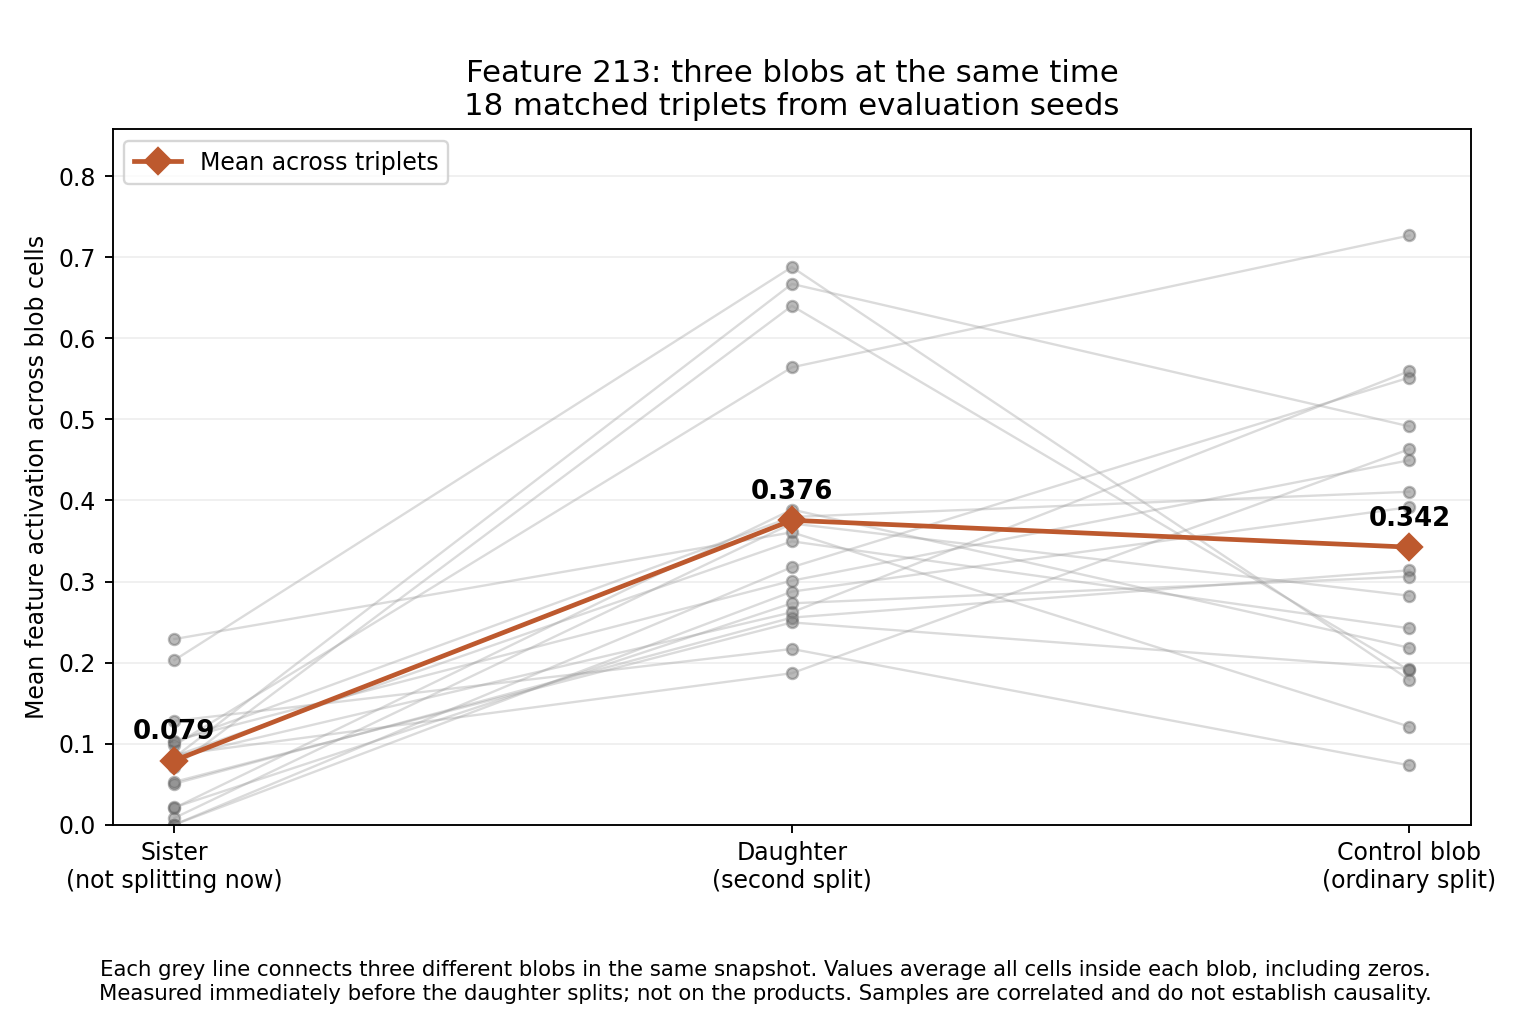 Feature 213: three blobs at the same time
18 matched triplets from evaluation seeds
Mean across triplets
Mean feature activation across blob cells
0.8
0.7
0.6
0.5
0.4
0.3
0.2
0.1
0.0
0.079
0.376
0.342
Sister
(not splitting now)
Daughter
(second split)
Control blob
(ordinary split)
Each grey line connects three different blobs in the same snapshot. Values average all cells inside each blob, including zeros.
Measured immediately before the daughter splits; not on the products. Samples are correlated and do not establish causality.